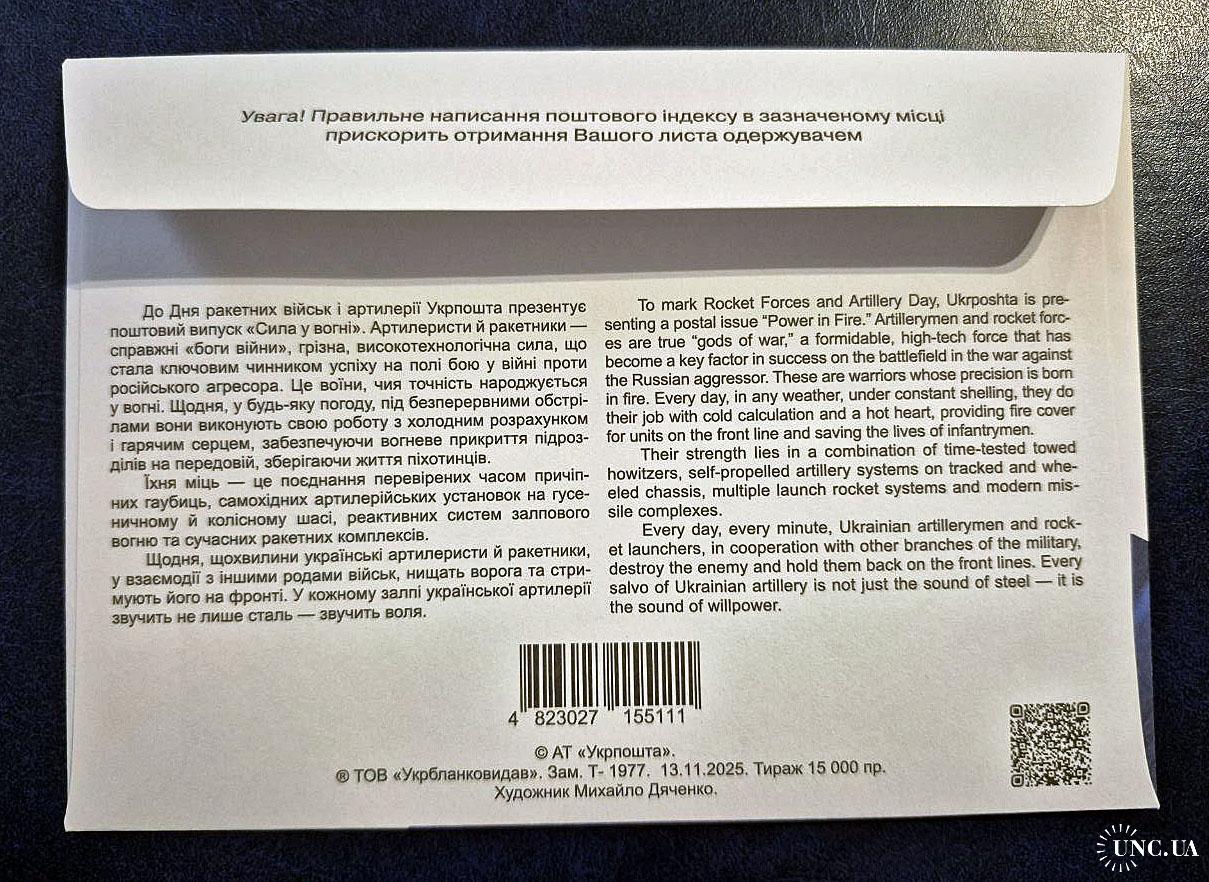 Увага! Правильне написання поштового індексу в зазначеному місці
прискорить отримання Вашого листа одержувачем
До Дня ракетних військ і артилерії Укрпошта презентує
поштовий випуск «Сила у вогні». Артилеристи й ракетники —
справжні «боги війни», грізна, високотехнологічна сила, що
стала ключовим чинником успіху на полі бою у війні проти
російського агресора. Це воїни, чия точність народжується
у вогні. Щодня, у будь-яку погоду, під безперервними обстрі-
лами вони виконують свою роботу з холодним розрахунком
і гарячим серцем, забезпечуючи вогневе прикриття підроз-
ділів на передовій, зберігаючи життя піхотинців.
Їхня міць — це поєднання перевірених часом причіп-
них гаубиць, самохідних артилерійських установок на гусе-
ничному й колісному шасі, реактивних систем залпового
вогню та сучасних ракетних комплексів.
Щодня, щохвилини українські артилеристи й ракетники,
у взаємодії з іншими родами військ, нищать ворога та стри-
мують його на фронті. У кожному залпі української артилерії
звучить не лише сталь — звучить воля.
To mark Rocket Forces and Artillery Day, Ukrposhta is pre-
senting a postal issue “Power in Fire.” Artillerymen and rocket forc-
es are true “gods of war,” a formidable, high-tech force that has
become a key factor in success on the battlefield in the war against
the Russian aggressor. These are warriors whose precision is born
in fire. Every day, in any weather, under constant shelling, they do
their job with cold calculation and a hot heart, providing fire cover
for units on the front line and saving the lives of infantrymen.
Their strength lies in a combination of time-tested towed
howitzers, self-propelled artillery systems on tracked and whe-
eled chassis, multiple launch rocket systems and modern mis-
sile complexes.
Every day, every minute, Ukrainian artillerymen and rock-
et launchers, in cooperation with other branches of the military,
destroy the enemy and hold them back on the front lines. Every
salvo of Ukrainian artillery is not just the sound of steel — it is
the sound of willpower.
4 823027 155111
© АТ «Укрпошта».
® ТОВ «Укрбланковидав». Зам. Т- 1977. 13.11.2025. Тираж 15 000 пр.
Художник Михайло Дяченко.
UNC.UA